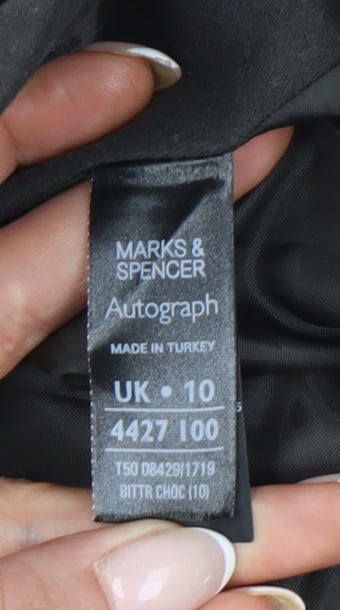 MARKS &
SPENCER
Autograph
MADE IN TURKEY
UK • 10
4427 100
T50 08429/1719
BITTR CHOC (10)